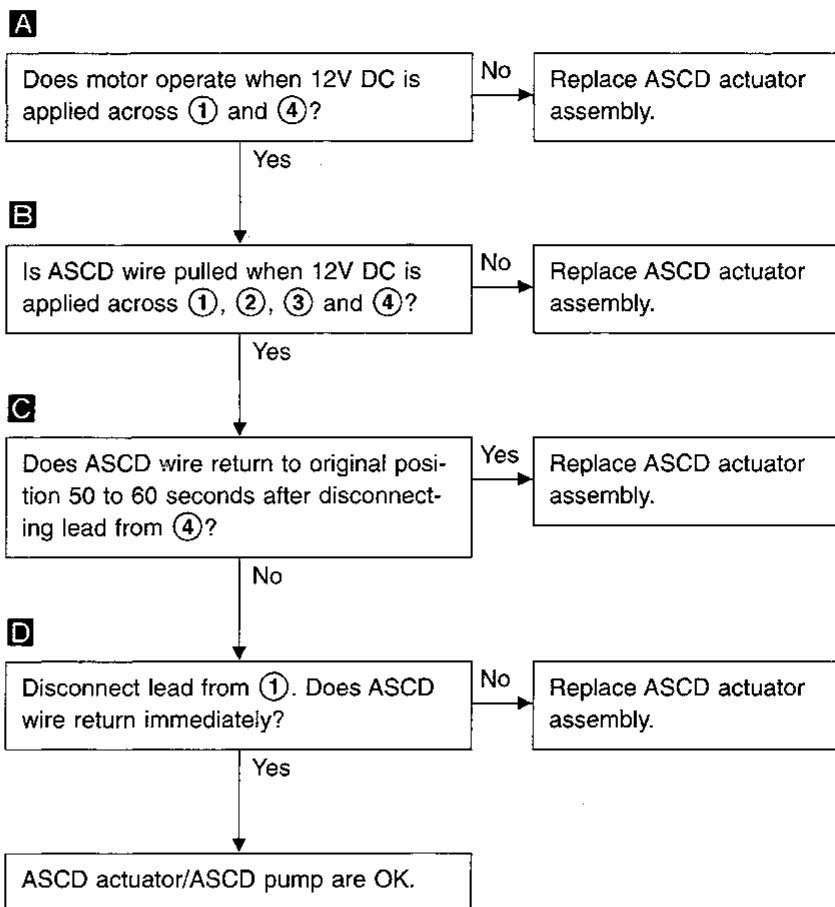 A
Does motor operate when 12V DC is
applied across ① and ④?
No
Replace ASCD actuator
assembly.
Yes
B
Is ASCD wire pulled when 12V DC is
applied across ①, ②, ③ and ④?
No
Replace ASCD actuator
assembly.
Yes
C
Does ASCD wire return to original posi-
tion 50 to 60 seconds after disconnect-
ing lead from ④?
Yes
Replace ASCD actuator
assembly.
No
D
Disconnect lead from ①. Does ASCD
wire return immediately?
No
Replace ASCD actuator
assembly.
Yes
ASCD actuator/ASCD pump are OK.